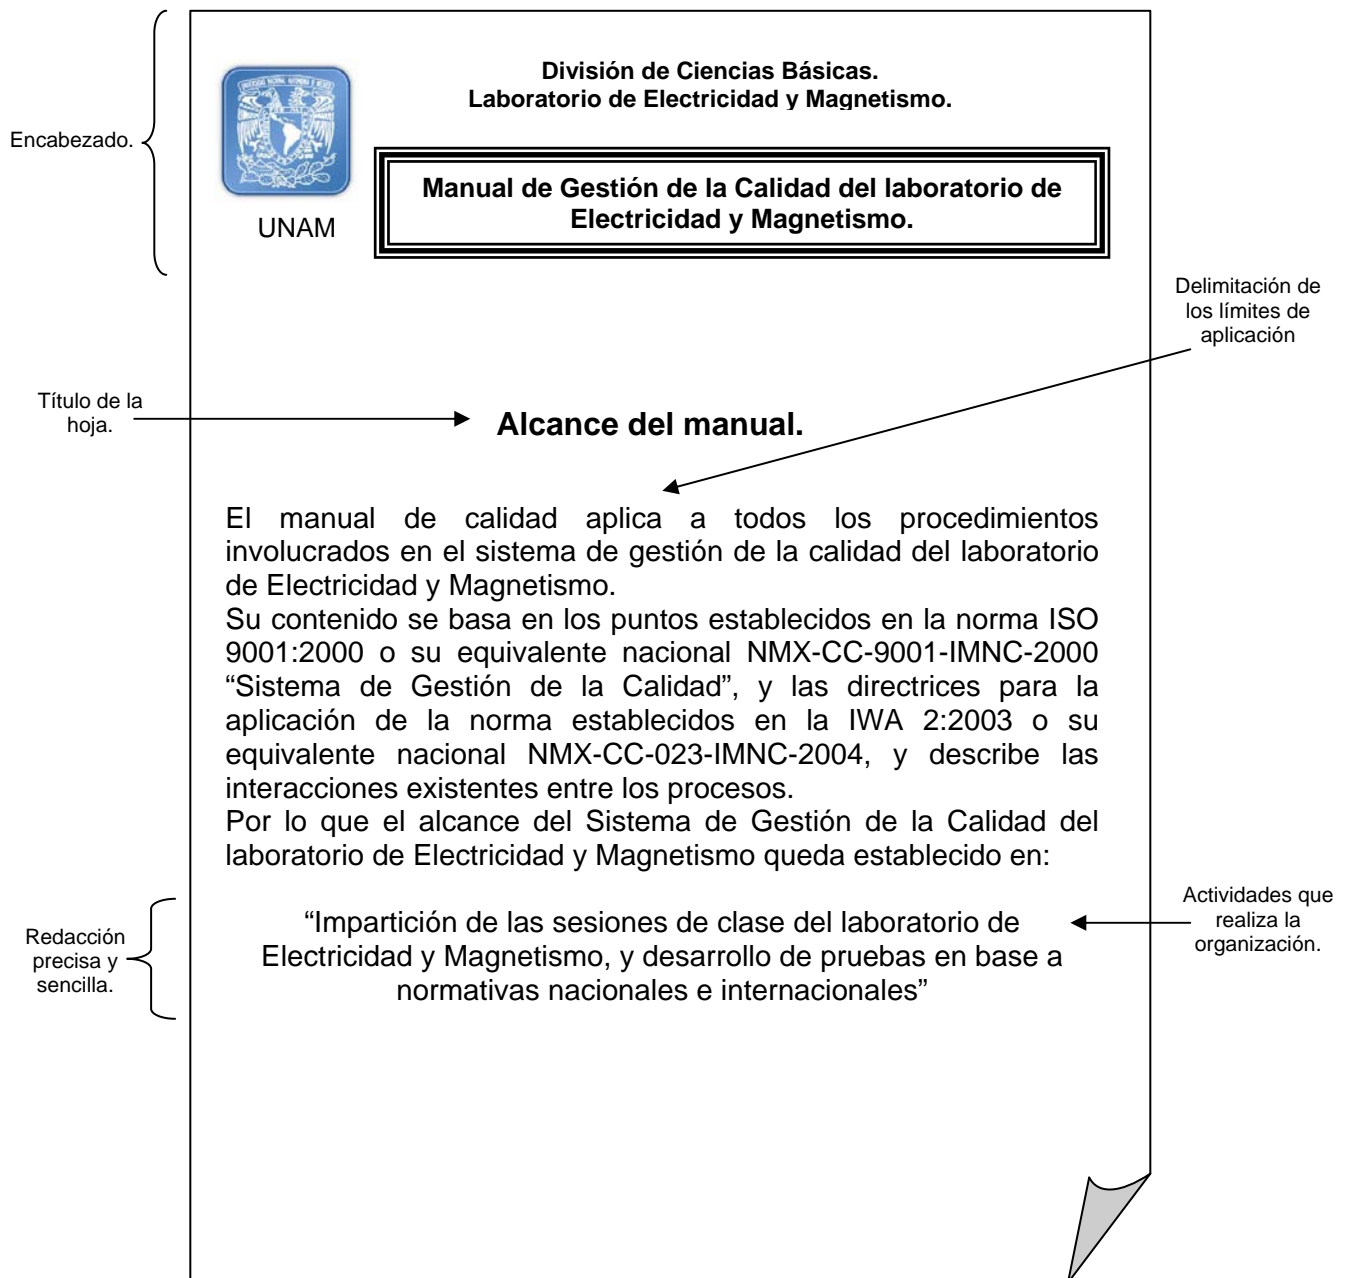 División de Ciencias Básicas.
Laboratorio de Electricidad y Magnetismo.
Encabezado.
Manual de Gestión de la Calidad del laboratorio de
Electricidad y Magnetismo.
UNAM
Delimitación de
los límites de
aplicación
Título de la
hoja.
Alcance del manual.
El manual de calidad aplica a todos los procedimientos
involucrados en el sistema de gestión de la calidad del laboratorio
de Electricidad y Magnetismo.
Su contenido se basa en los puntos establecidos en la norma ISO
9001:2000 o su equivalente nacional NMX-CC-9001-IMNC-2000
“Sistema de Gestión de la Calidad”, y las directrices para la
aplicación de la norma establecidos en la IWA 2:2003 o su
equivalente nacional NMX-CC-023-IMNC-2004, y describe las
interacciones existentes entre los procesos.
Por lo que el alcance del Sistema de Gestión de la Calidad del
laboratorio de Electricidad y Magnetismo queda establecido en:
“Impartición de las sesiones de clase del laboratorio de
Electricidad y Magnetismo, y desarrollo de pruebas en base a
normativas nacionales e internacionales”
Actividades que
realiza la
organización.
Redacción
precisa y
sencilla.